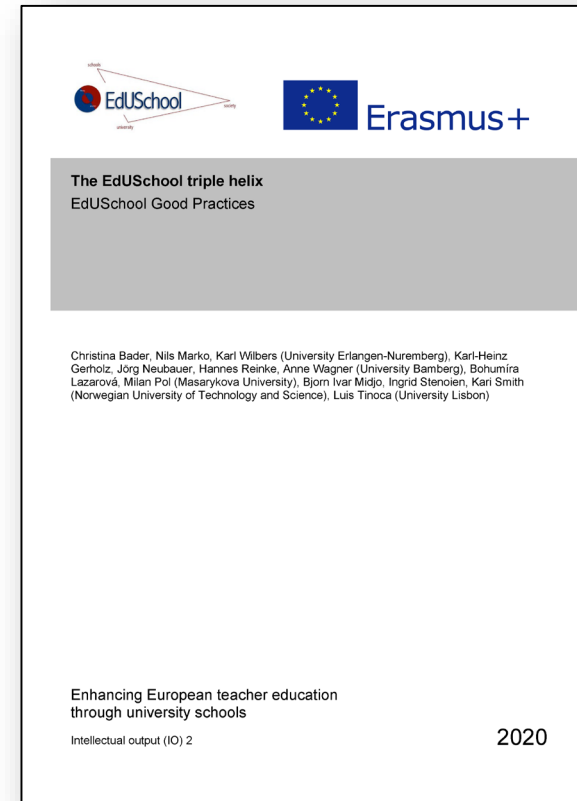 schools
EdUSchool
society
university
Erasmus+
The EdUSchool triple helix
EdUSchool Good Practices
Christina Bader, Nils Marko, Karl Wilbers (University Erlangen-Nuremberg), Karl-Heinz
Gerholz, Jörg Neubauer, Hannes Reinke, Anne Wagner (University Bamberg), Bohumíra
Lazarová, Milan Pol (Masarykova University), Bjorn Ivar Midjo, Ingrid Stenoien, Kari Smith
(Norwegian University of Technology and Science), Luis Tinoca (University Lisbon)
Enhancing European teacher education
through university schools
Intellectual output (IO) 2
2020